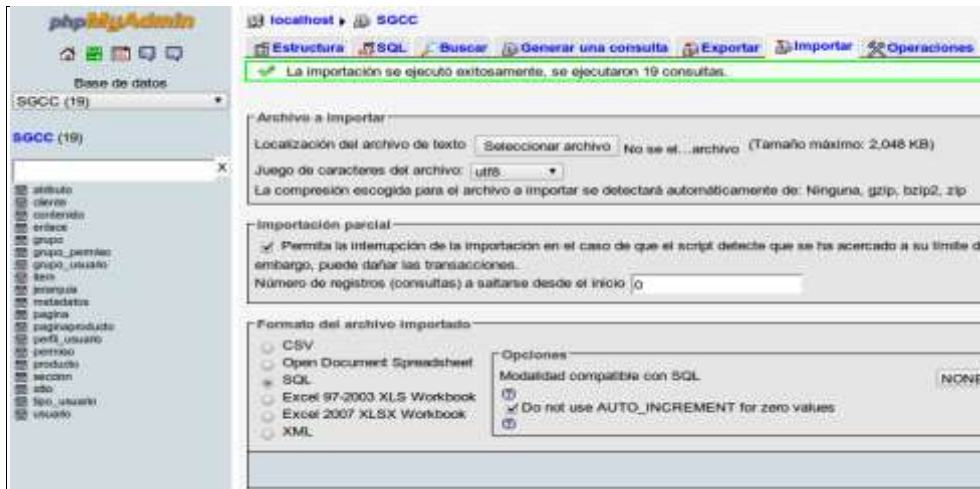 phpMyAdmin
Base de datos
SGCC (19)
SGCC (19)
X
atributo
cliente
contenido
enlace
grupo
grupo_permiso
grupo_usuario
item
jerarquia
metadatos
pagina
paginaproducto
perfil_usuario
permiso
producto
seccion
sitio
tipo_usuario
usuario
localhost ▸ SGCC
Estructura SQL Buscar Generar una consulta Exportar Importar Operaciones
La importación se ejecutó exitosamente, se ejecutaron 19 consultas.
Archivo a importar
Localización del archivo de texto Seleccionar archivo No se el...archivo (Tamaño máximo: 2,048 KB)
Juego de caracteres del archivo: utf8
La compresión escogida para el archivo a importar se detectará automáticamente de: Ninguna, gzip, bzip2, zip
Importación parcial
Permita la interrupción de la importación en el caso de que el script detecte que se ha acercado a su límite d
embargo, puede dañar las transacciones.
Número de registros (consultas) a saltarse desde el inicio 0
Formato del archivo importado
CSV
Open Document Spreadsheet
SQL
Excel 97-2003 XLS Workbook
Excel 2007 XLSX Workbook
XML
Opciones
Modalidad compatible con SQL NONE
Do not use AUTO_INCREMENT for zero values